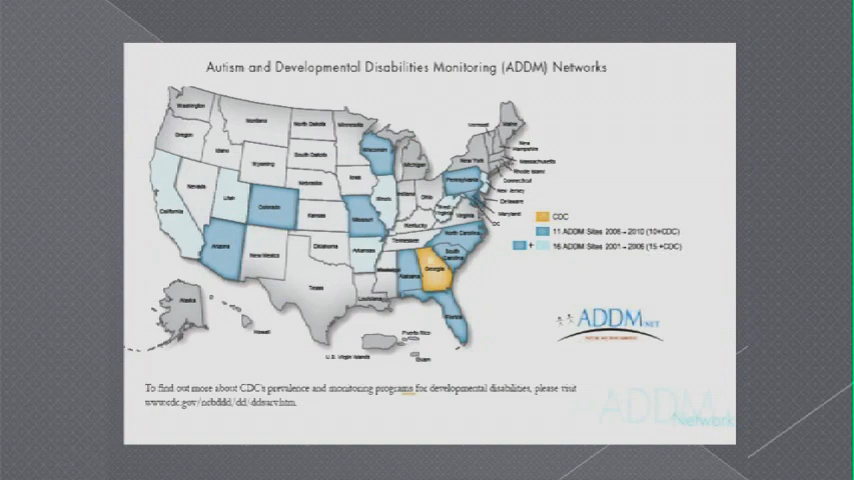 Autism and Developmental Disabilities Monitoring (ADDM) Networks
Washington
Oregon
Idaho
Montana
Wyoming
North Dakota
South Dakota
Nebraska
Kansas
Oklahoma
Texas
Minnesota
Iowa
Missouri
Arkansas
Louisiana
Wisconsin
Illinois
Michigan
Indiana
Ohio
Kentucky
Tennessee
Mississippi
Alabama
Georgia
Florida
South Carolina
North Carolina
Virginia
West Virginia
Pennsylvania
New York
Vermont
Maine
New Hampshire
Massachusetts
Rhode Island
Connecticut
New Jersey
Delaware
Maryland
DC
California
Nevada
Utah
Colorado
Arizona
New Mexico
Alaska
Hawaii
Puerto Rico
U.S. Virgin Islands
Guam
CDC
11 ADDM Sites 2006 – 2010 (10+CDC)
+ 16 ADDM Sites 2001 – 2006 (15 +CDC)
ADDM NET
To find out more about CDC's prevalence and monitoring programs for developmental disabilities, please visit
www.cdc.gov/ncbddd/dd/ddsurv.htm.
ADDM
Network